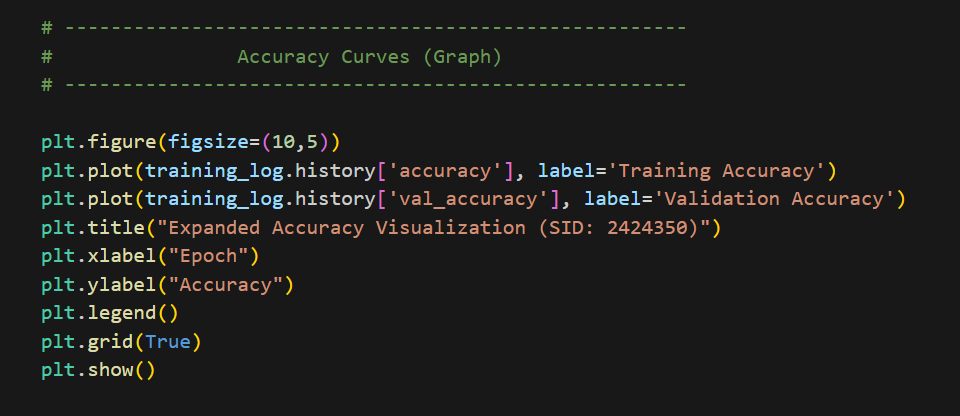 # ------------------------------------------------------
#                Accuracy Curves (Graph)
# ------------------------------------------------------
plt.figure(figsize=(10,5))
plt.plot(training_log.history['accuracy'], label='Training Accuracy')
plt.plot(training_log.history['val_accuracy'], label='Validation Accuracy')
plt.title("Expanded Accuracy Visualization (SID: 2424350)")
plt.xlabel("Epoch")
plt.ylabel("Accuracy")
plt.legend()
plt.grid(True)
plt.show()